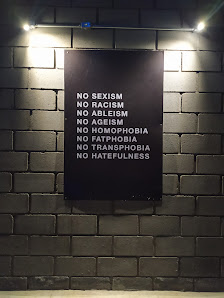 NO SEXISM
NO RACISM
NO ABLEISM
NO AGEISM
NO HOMOPHOBIA
NO FATPHOBIA
NO TRANSPHOBIA
NO HATEFULNESS